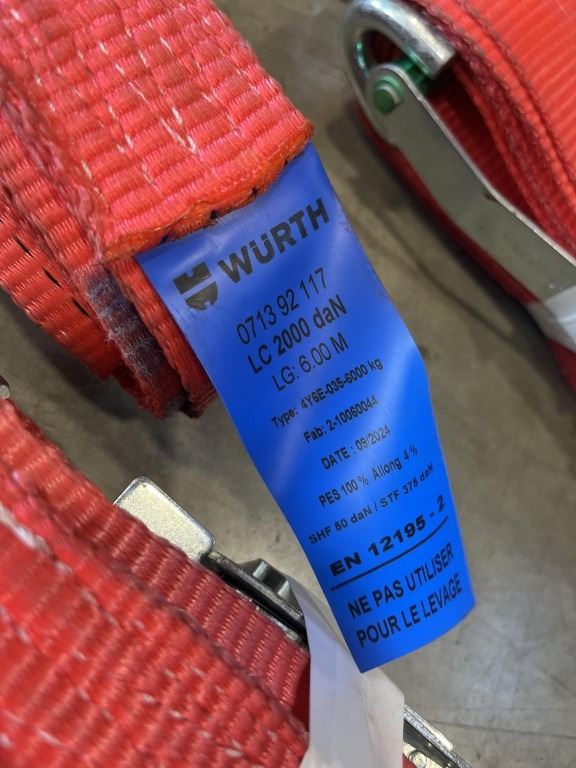 WÜRTH
0713 92 117
LC 2000 daN
LG: 6.00 M
Type: 4Y6E-035-6000 kg
Fab: 2-10060044
DATE : 09/2024
PES 100 % Allong 4 %
SHF 50 daN / STF 375 daN
EN 12195 - 2
NE PAS UTILISER
POUR LE LEVAGE